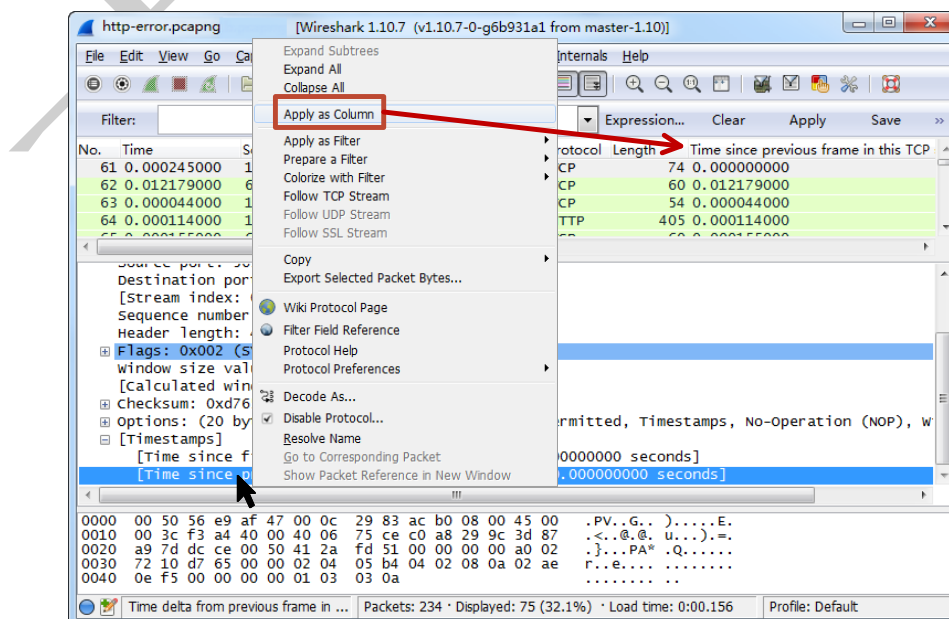 http-error.pcapng [Wireshark 1.10.7 (v1.10.7-0-g6b931a1 from master-1.10)]
File Edit View Go Ca nternals Help
Filter: Expression... Clear Apply Save »
No. Time S rotocol Length Time since previous frame in this TCP
61 0.000245000 1 CP 74 0.000000000
62 0.012179000 6 CP 60 0.012179000
63 0.000044000 1 CP 54 0.000044000
64 0.000114000 1 TTP 405 0.000114000
Expand Subtrees
Expand All
Collapse All
Apply as Column
Apply as Filter
Prepare a Filter
Colorize with Filter
Follow TCP Stream
Follow UDP Stream
Follow SSL Stream
Copy
Export Selected Packet Bytes...
Wiki Protocol Page
Filter Field Reference
Protocol Help
Protocol Preferences
Decode As...
Disable Protocol...
Resolve Name
Go to Corresponding Packet
Show Packet Reference in New Window
Source port:
Destination por
[Stream index:
Sequence number
Header length:
Flags: 0x002 (S
Window size val
[Calculated win
Checksum: 0xd76
Options: (20 by rmitted, Timestamps, No-Operation (NOP), W
[Timestamps]
[Time since f 0000000 seconds]
[Time since p .000000000 seconds]
0000 00 50 56 e9 af 47 00 0c 29 83 ac b0 08 00 45 00 .PV..G.. ).....E.
0010 00 3c f3 a4 40 00 40 06 75 ce c0 a8 29 9c 3d 87 .<..@.@. u...).=.
0020 a9 7d dc ce 00 50 41 2a fd 51 00 00 00 00 a0 02 .}...PA* .Q......
0030 72 10 d7 65 00 00 02 04 05 b4 04 02 08 0a 02 ae r..e.... ........
0040 0e f5 00 00 00 00 01 03 03 0a ........ ..
Time delta from previous frame in ... Packets: 234 · Displayed: 75 (32.1%) · Load time: 0:00.156 Profile: Default